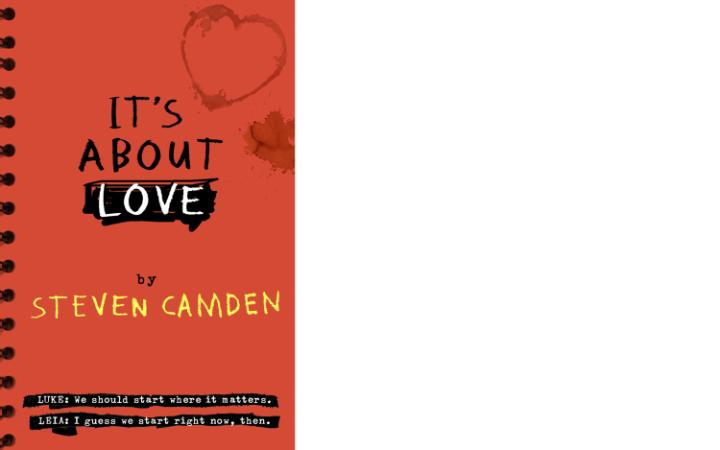 IT'S
ABOUT
LOVE
by
STEVEN CAMDEN
LUKE: We should start where it matters.
LEIA: I guess we start right now, then.